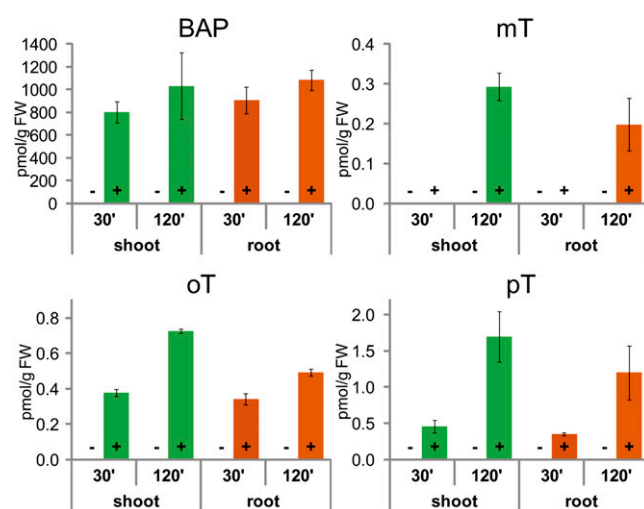 BAP
pmol/g FW
1400
1200
1000
800
600
400
200
0
- + - + - + - +
30' 120' 30' 120'
shoot root
mT
pmol/g FW
0.4
0.3
0.2
0.1
0.0
- + - + - + - +
30' 120' 30' 120'
shoot root
oT
pmol/g FW
0.8
0.6
0.4
0.2
0.0
- + - + - + - +
30' 120' 30' 120'
shoot root
pT
pmol/g FW
2.0
1.5
1.0
0.5
0.0
- + - + - + - +
30' 120' 30' 120'
shoot root